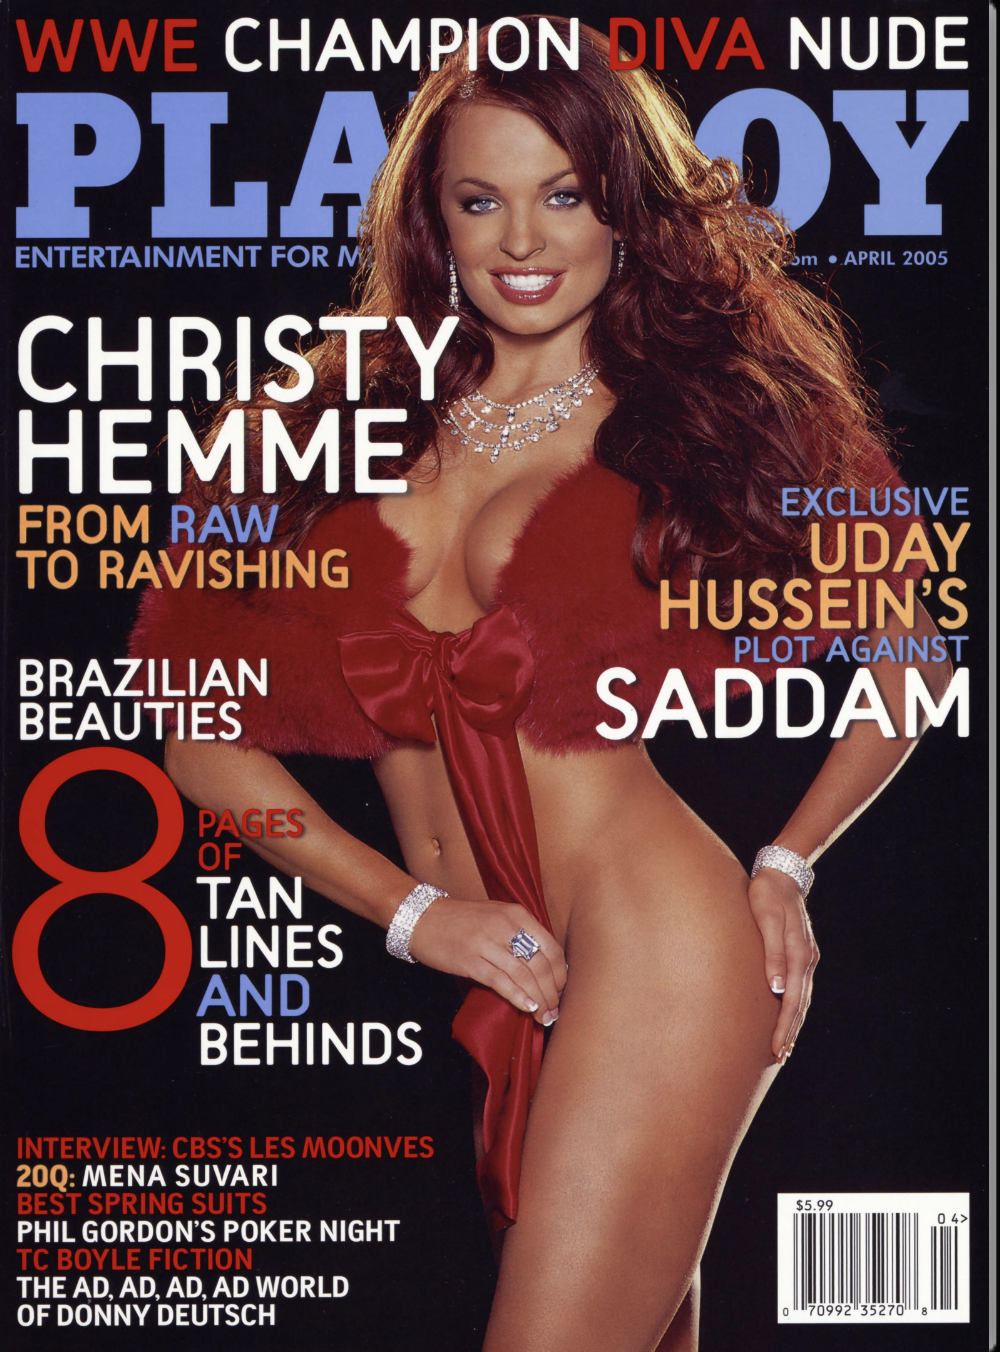 WWE CHAMPION DIVA NUDE
PLA OY
ENTERTAINMENT FOR M om • APRIL 2005
CHRISTY
HEMME
FROM RAW
TO RAVISHING
EXCLUSIVE
UDAY
HUSSEIN'S
PLOT AGAINST
SADDAM
BRAZILIAN
BEAUTIES
8
PAGES
OF
TAN
LINES
AND
BEHINDS
INTERVIEW: CBS'S LES MOONVES
20Q: MENA SUVARI
BEST SPRING SUITS
PHIL GORDON'S POKER NIGHT
TC BOYLE FICTION
THE AD, AD, AD, AD WORLD
OF DONNY DEUTSCH
$5.99
0 4>
0 70992 35270 8